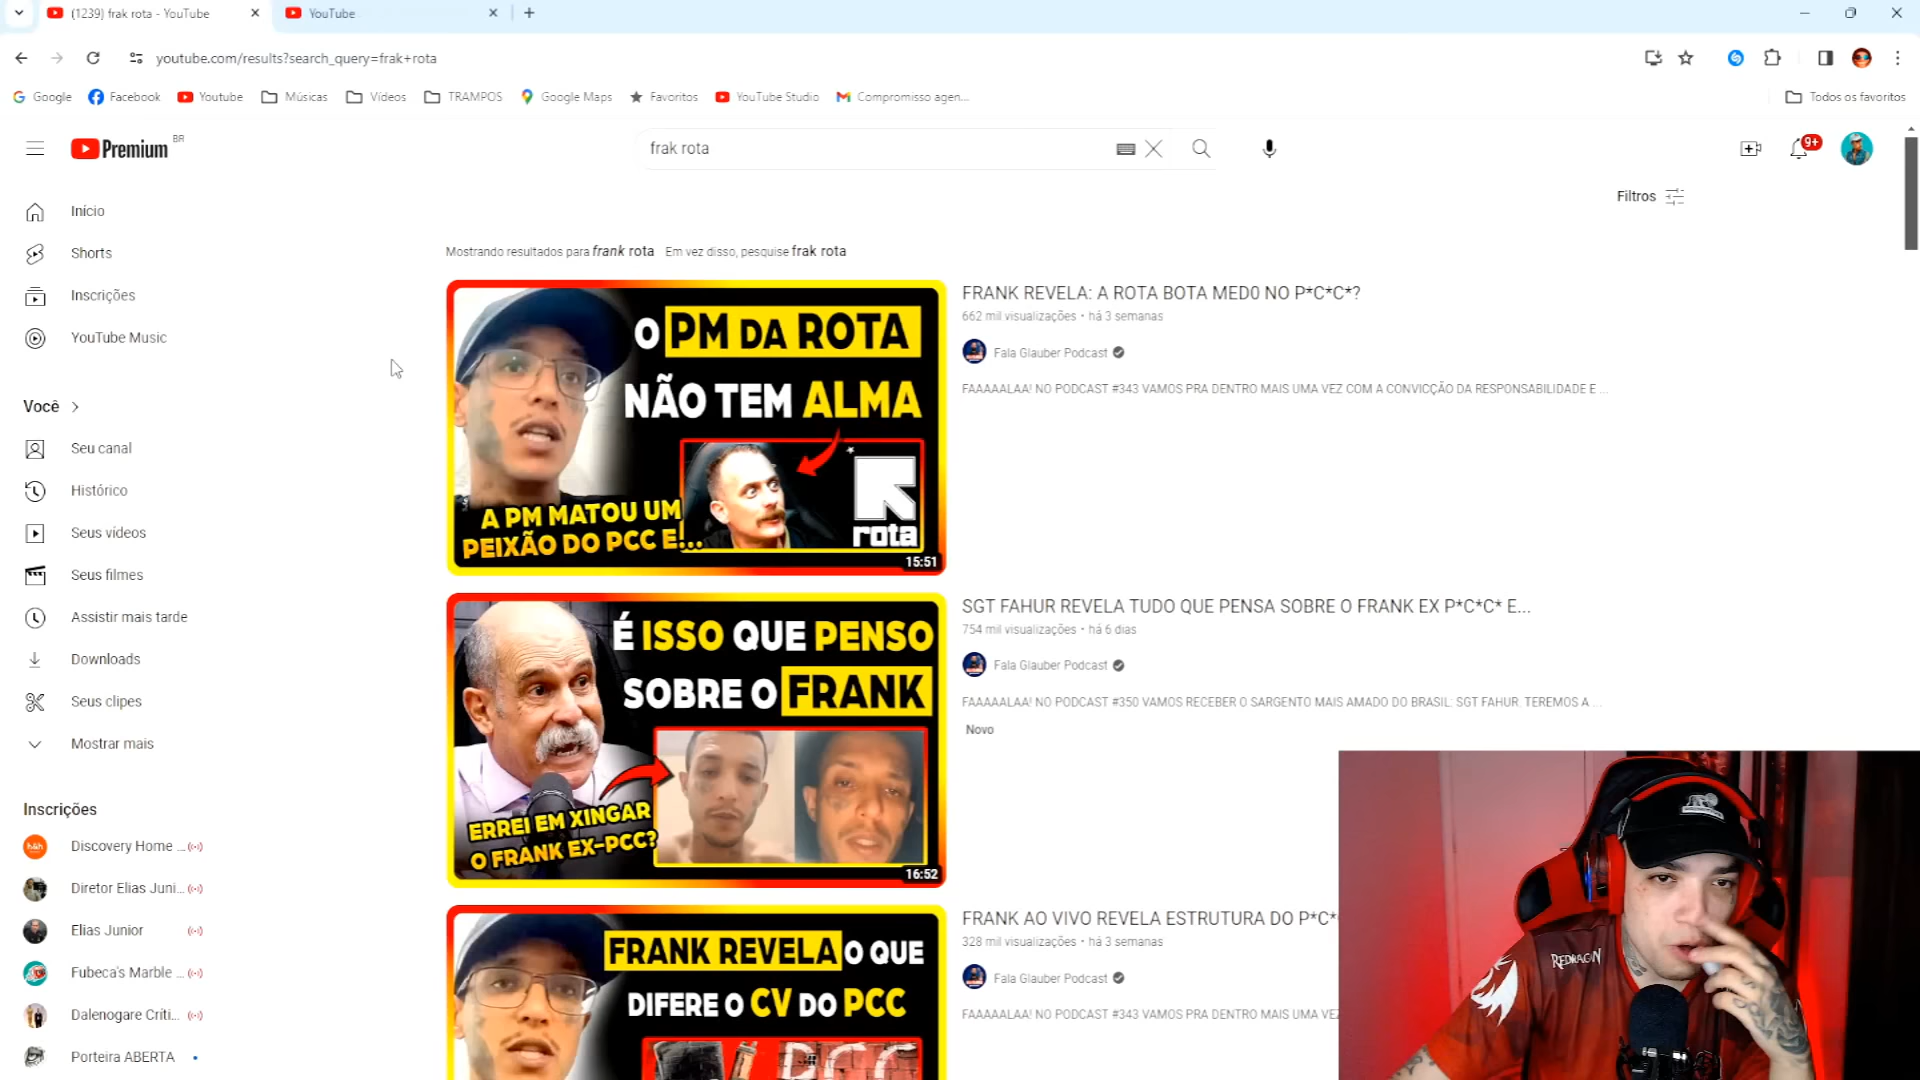 (1239) frak rota - YouTube
YouTube
youtube.com/results?search_query=frak+rota
Google
Facebook
Youtube
Músicas
Vídeos
TRAMPOS
Google Maps
Favoritos
YouTube Studio
Compromisso agen...
Todos os favoritos
Premium
BR
frak rota
9+
Filtros
Início
Shorts
Inscrições
YouTube Music
Você
Seu canal
Histórico
Seus vídeos
Seus filmes
Assistir mais tarde
Downloads
Seus clipes
Mostrar mais
Inscrições
Discovery Home ...
Diretor Elias Juni...
Elias Junior
Fubeca's Marble ...
Dalenogare Críti...
Porteira ABERTA
Mostrando resultados para frank rota Em vez disso, pesquise frak rota
O PM DA ROTA
NÃO TEM ALMA
A PM MATOU UM
PEIXÃO DO PCC E...
rota
15:51
FRANK REVELA: A ROTA BOTA MED0 NO P*C*C*?
662 mil visualizações • há 3 semanas
Fala Glauber Podcast
FAAAAALAA! NO PODCAST #343 VAMOS PRA DENTRO MAIS UMA VEZ COM A CONVICÇÃO DA RESPONSABILIDADE E ...
É ISSO QUE PENSO
SOBRE O FRANK
ERREI EM XINGAR
O FRANK EX-PCC?
16:52
SGT FAHUR REVELA TUDO QUE PENSA SOBRE O FRANK EX P*C*C* E...
754 mil visualizações • há 6 dias
Fala Glauber Podcast
FAAAAALAA! NO PODCAST #350 VAMOS RECEBER O SARGENTO MAIS AMADO DO BRASIL: SGT FAHUR. TEREMOS A ...
Novo
FRANK REVELA O QUE
DIFERE O CV DO PCC
PCC
FRANK AO VIVO REVELA ESTRUTURA DO P*C*
328 mil visualizações • há 3 semanas
Fala Glauber Podcast
FAAAAALAA! NO PODCAST #343 VAMOS PRA DENTRO MAIS UMA VEZ
REDRAGON